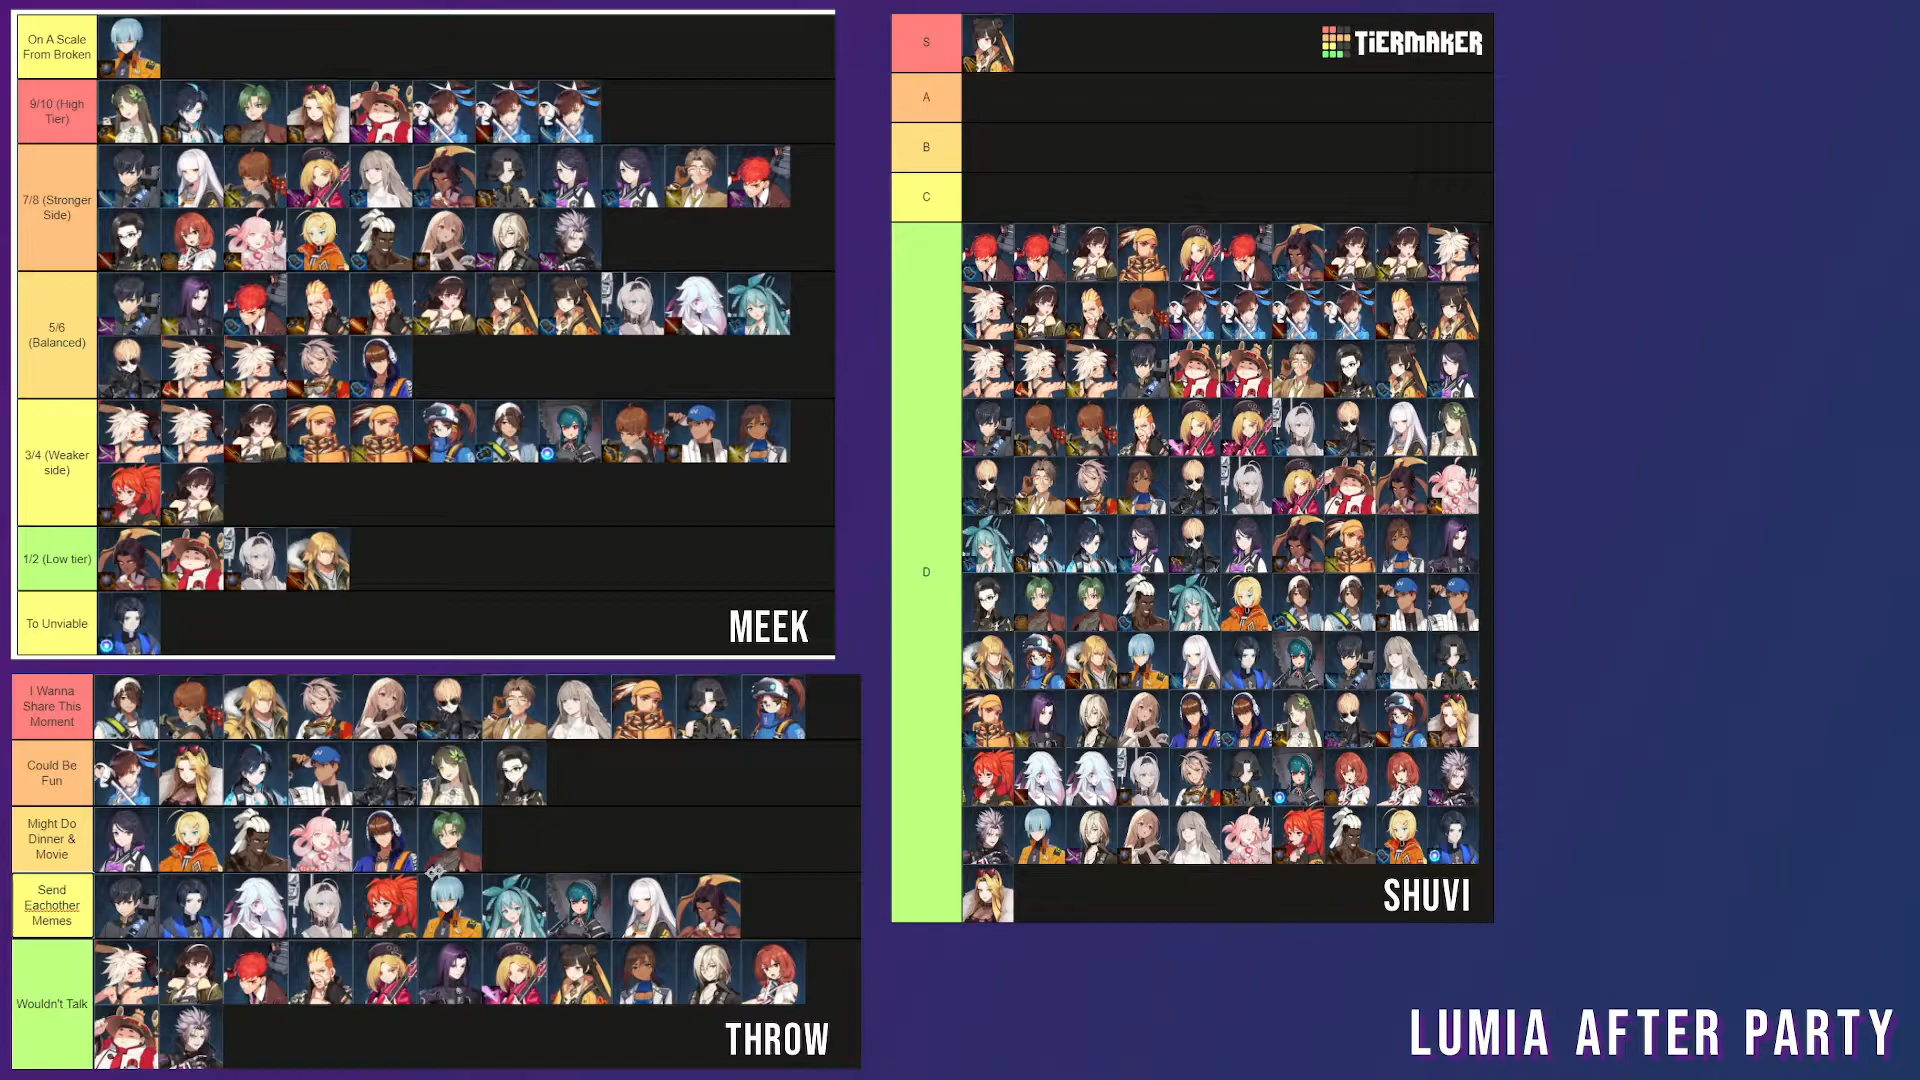 On A Scale
From Broken
9/10 (High
Tier)
7/8 (Stronger
Side)
5/6
(Balanced)
3/4 (Weaker
side)
1/2 (Low tier)
To Unviable
MEEK
I Wanna
Share This
Moment
Could Be
Fun
Might Do
Dinner &
Movie
Send
Eachother
Memes
Wouldn't Talk
THROW
S
TiERMAKER
A
B
C
D
SHUVI
LUMIA AFTER PARTY